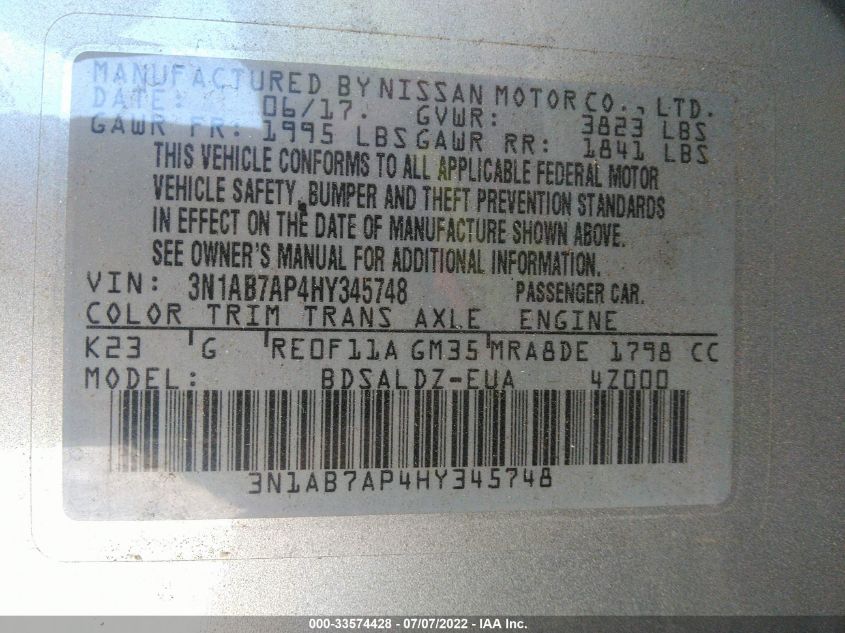 MANUFACTURED BY NISSAN MOTOR CO., LTD.
DATE: 06/17. GVWR: 3823 LBS
GAWR FR: 1995 LBS GAWR RR: 1841 LBS
THIS VEHICLE CONFORMS TO ALL APPLICABLE FEDERAL MOTOR
VEHICLE SAFETY, BUMPER AND THEFT PREVENTION STANDARDS
IN EFFECT ON THE DATE OF MANUFACTURE SHOWN ABOVE.
SEE OWNER'S MANUAL FOR ADDITIONAL INFORMATION.
VIN: 3N1AB7AP4HY345748 PASSENGER CAR.
COLOR TRIM TRANS AXLE ENGINE
K23 G RE0F11A GM35 MRA8DE 1798 CC
MODEL: BDSALDZ-EUA 4Z000
3N1AB7AP4HY345748
000-33574428 - 07/07/2022 - IAA Inc.